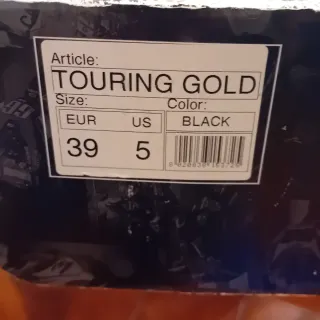 Article:
TOURING GOLD
Size: Color:
EUR US BLACK
39 5